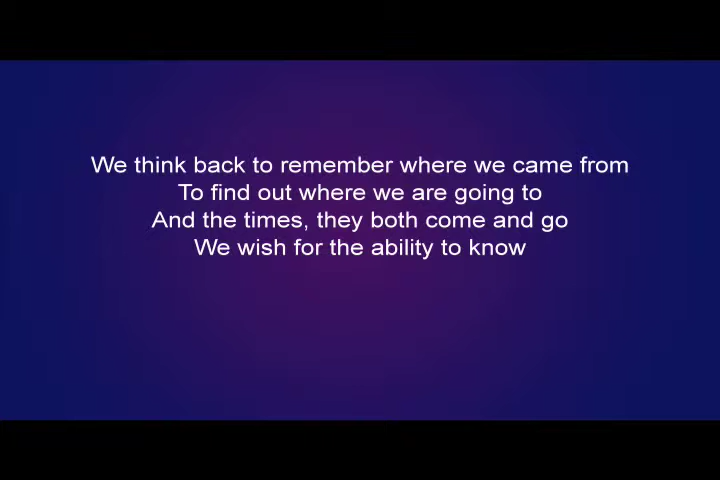 We think back to remember where we came from
To find out where we are going to
And the times, they both come and go
We wish for the ability to know